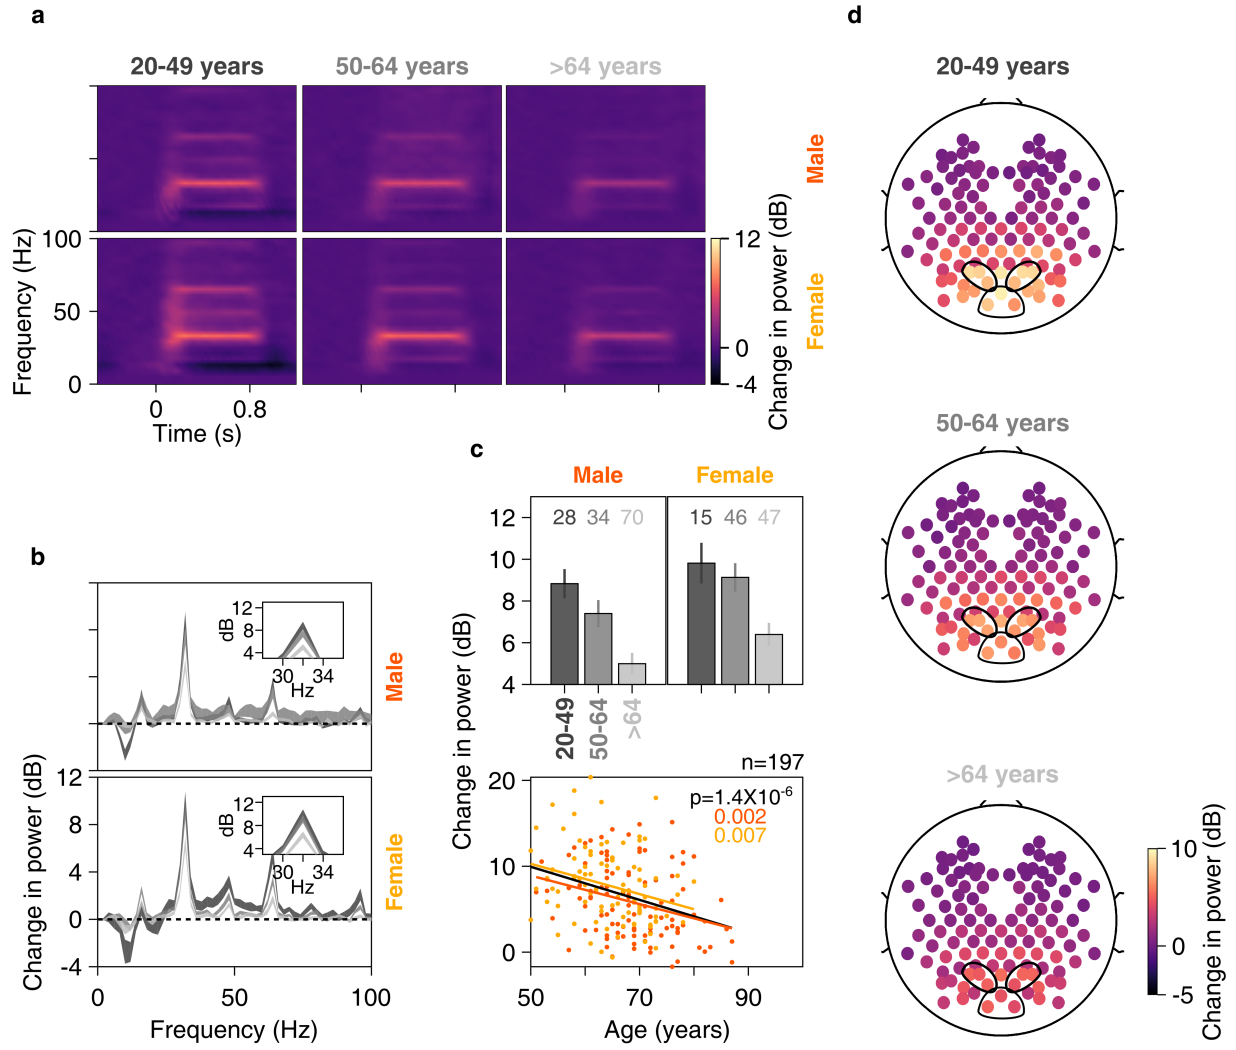 a
20-49 years
50-64 years
>64 years
Male
Female
Frequency (Hz)
100
50
0
0
0.8
Time (s)
12
0
-4
Change in power (dB)
b
Male
Female
dB
12
8
4
30
34
Hz
dB
12
8
4
30
34
Hz
Change in power (dB)
12
8
4
0
-4
0
50
100
Frequency (Hz)
c
Male
Female
12
10
8
6
4
28
34
70
15
46
47
20-49
50-64
>64
Change in power (dB)
n=197
p=1.4X10-6
0.002
0.007
20
10
0
50
70
90
Age (years)
d
20-49 years
50-64 years
>64 years
10
0
-5
Change in power (dB)